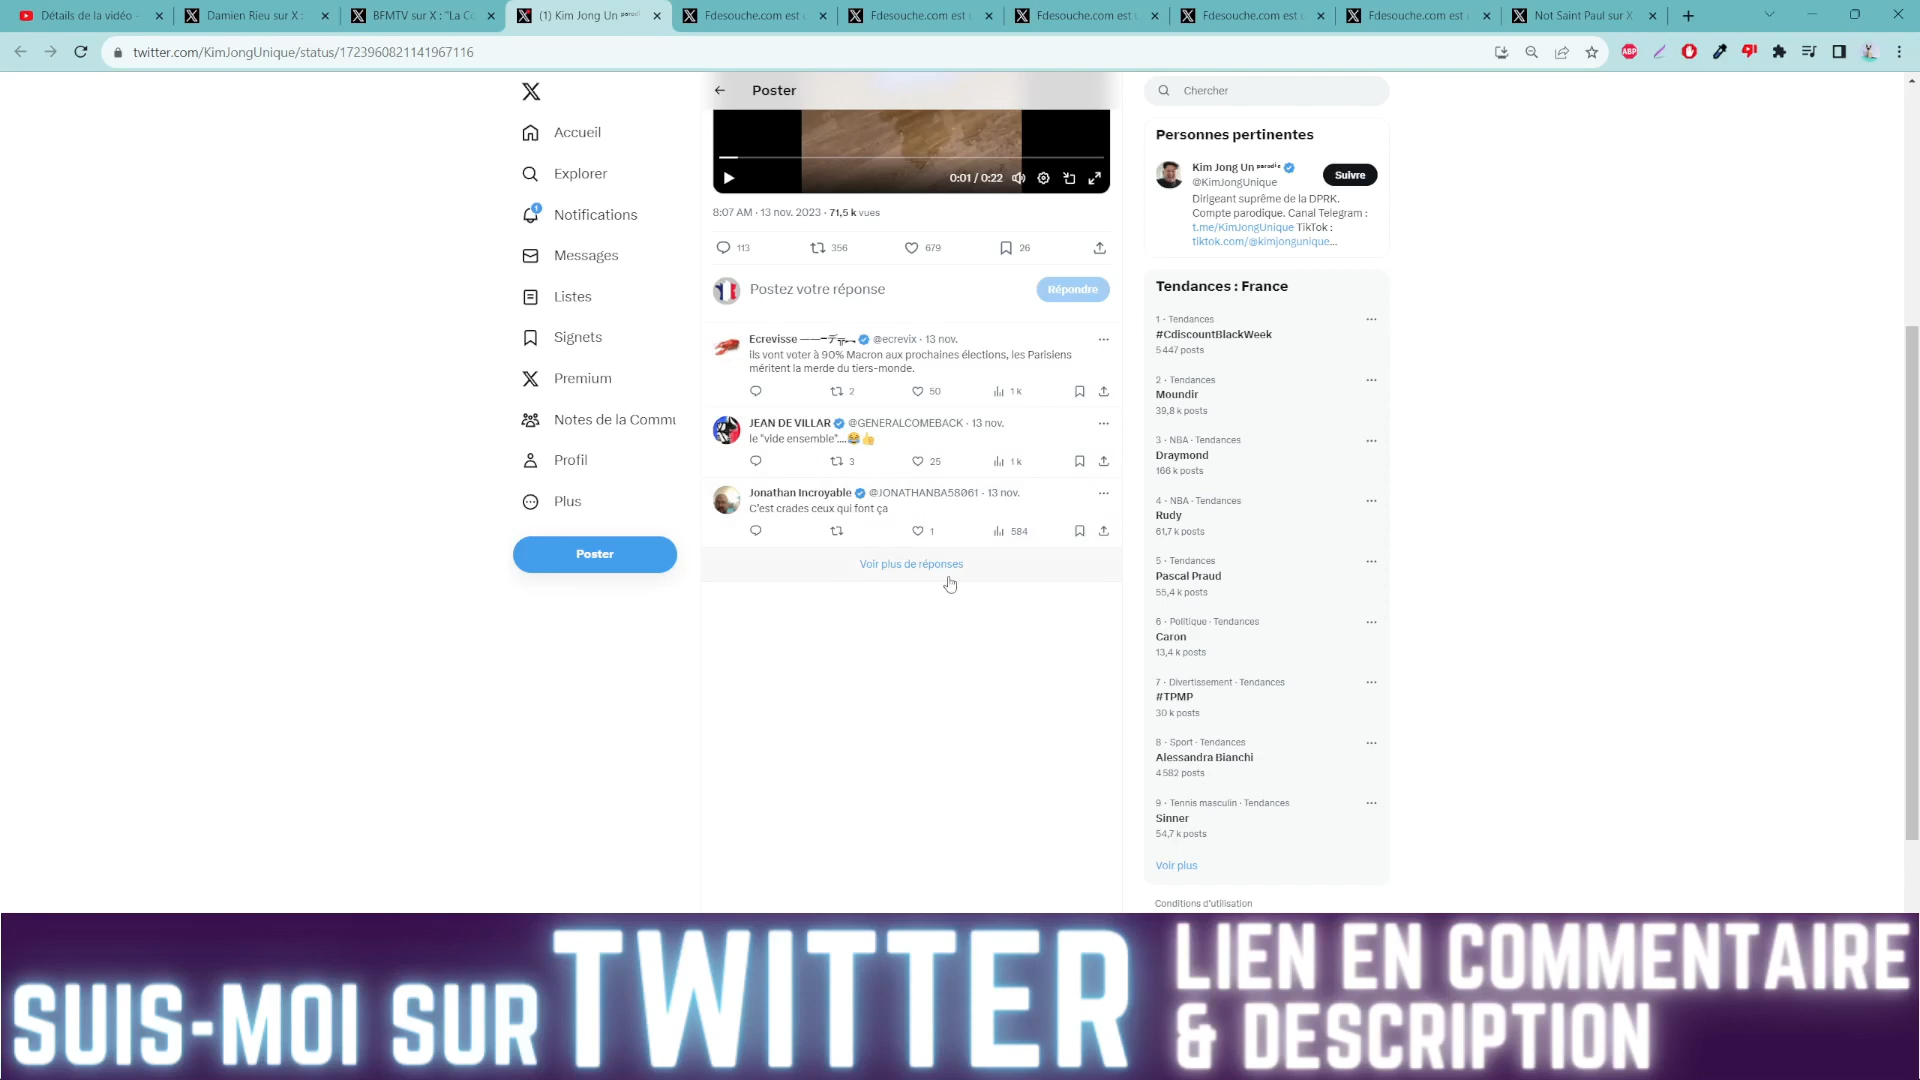 Détails de la vidéo -
Damien Rieu sur X :
BFMTV sur X : "La Co
(1) Kim Jong Un ᵖᵃʳᵒᵈⁱ
Fdesouche.com est u
Fdesouche.com est u
Fdesouche.com est u
Fdesouche.com est u
Fdesouche.com est u
Not Saint Paul sur X
twitter.com/KimJongUnique/status/1723960821141967116
ABP
Accueil
Explorer
1
Notifications
Messages
Listes
Signets
Premium
Notes de la Commu
Profil
Plus
Poster
Poster
0:01 / 0:22
8:07 AM · 13 nov. 2023 · 71,5 k vues
113 356 679 26
Postez votre réponse
Répondre
Ecrevisse @ecrevix · 13 nov.
ils vont voter à 90% Macron aux prochaines élections, les Parisiens
méritent la merde du tiers-monde.
2 50 1 k
JEAN DE VILLAR @GENERALCOMEBACK · 13 nov.
le "vide ensemble"....😂👍
3 25 1 k
Jonathan Incroyable @JONATHANBA58061 · 13 nov.
C'est crades ceux qui font ça
1 584
Voir plus de réponses
Chercher
Personnes pertinentes
Kim Jong Un ᵖᵃʳᵒᵈⁱᵉ
@KimJongUnique
Suivre
Dirigeant suprême de la DPRK.
Compte parodique. Canal Telegram :
t.me/KimJongUnique TikTok :
tiktok.com/@kimjongunique...
Tendances : France
1 · Tendances
#CdiscountBlackWeek
5 447 posts
2 · Tendances
Moundir
39,8 k posts
3 · NBA · Tendances
Draymond
166 k posts
4 · NBA · Tendances
Rudy
61,7 k posts
5 · Tendances
Pascal Praud
55,4 k posts
6 · Politique · Tendances
Caron
13,4 k posts
7 · Divertissement · Tendances
#TPMP
30 k posts
8 · Sport · Tendances
Alessandra Bianchi
4 582 posts
9 · Tennis masculin · Tendances
Sinner
54,7 k posts
Voir plus
Conditions d'utilisation
SUIS-MOI SUR TWITTER
LIEN EN COMMENTAIRE
& DESCRIPTION